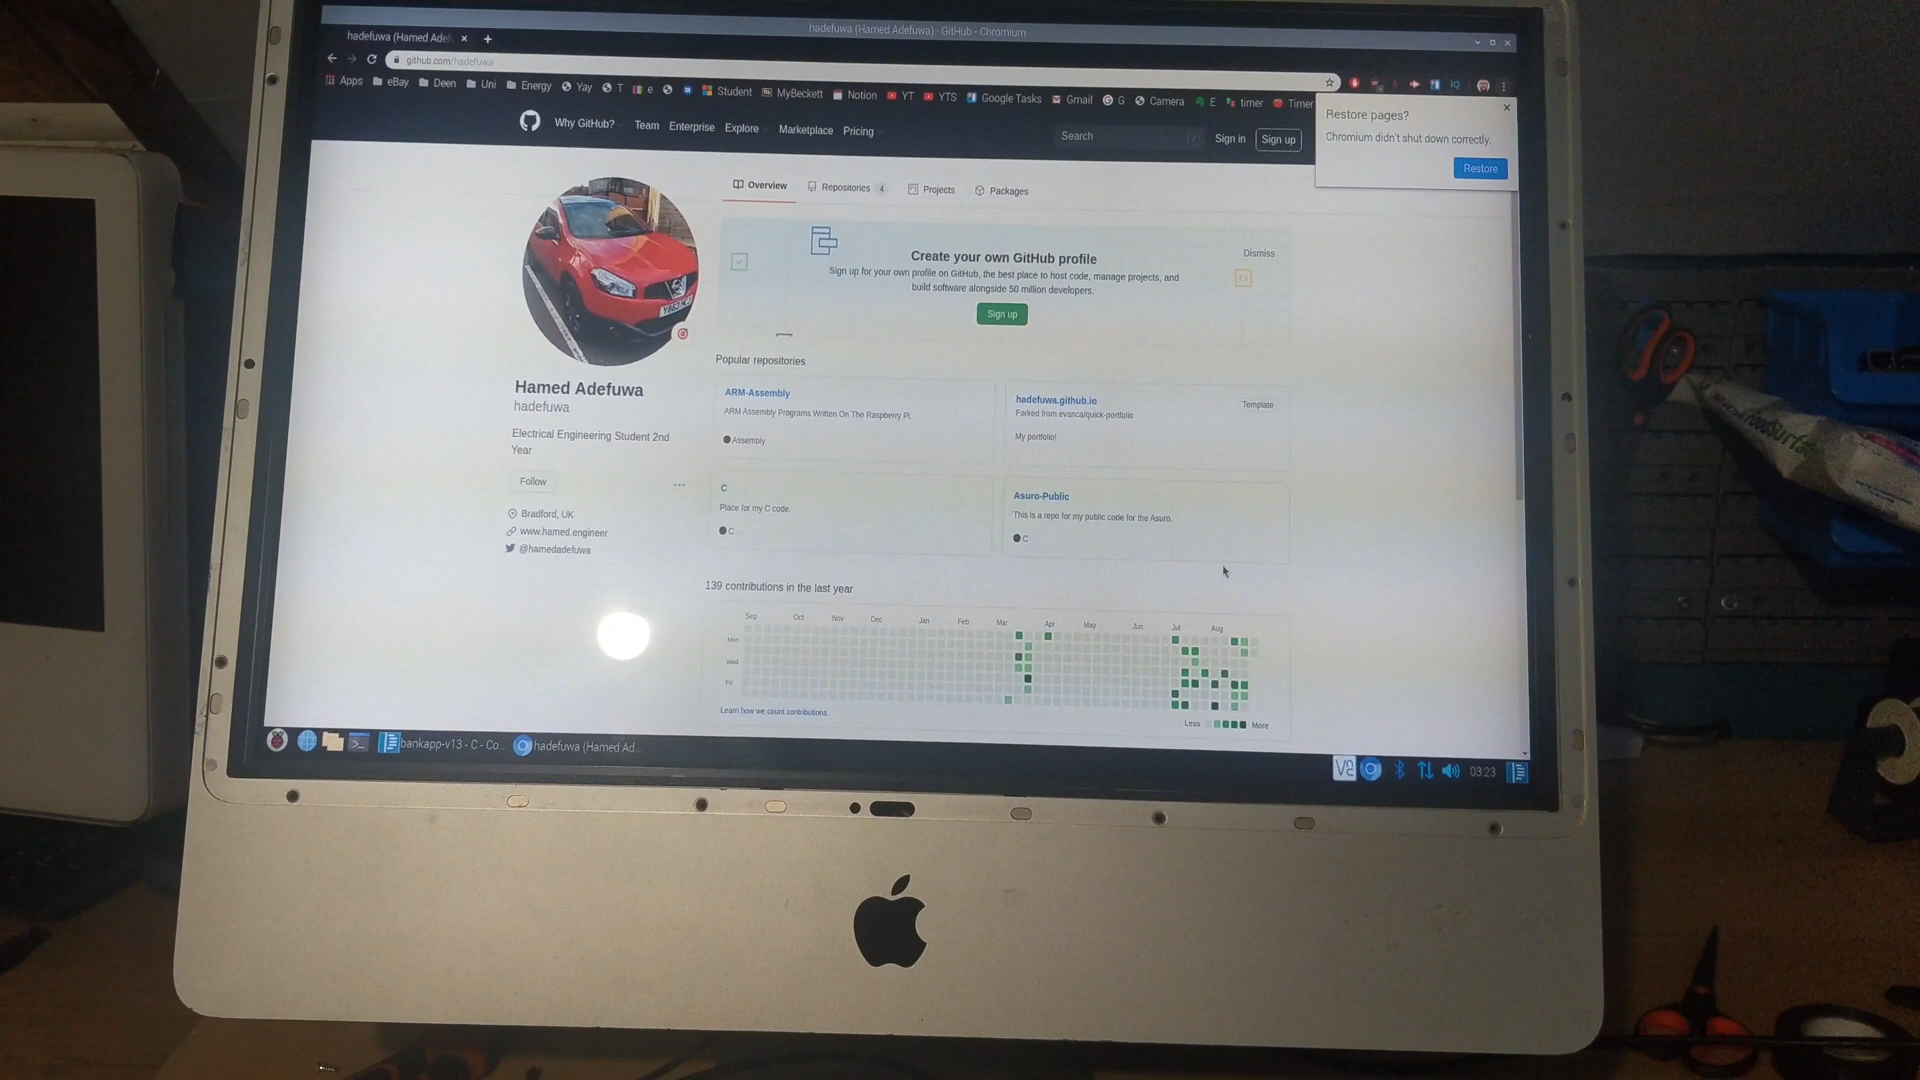 hadefuwa (Hamed Adefuwa) - GitHub - Chromium
hadefuwa (Hamed Adef
github.com/hadefuwa
Apps eBay Deen Uni Energy Yay T e Student MyBeckett Notion YT YTS Google Tasks Gmail G Camera E timer Timer
Restore pages?
Chromium didn't shut down correctly.
Restore
Why GitHub? Team Enterprise Explore Marketplace Pricing Search / Sign in Sign up
Overview Repositories 4 Projects Packages
Create your own GitHub profile
Dismiss
Sign up for your own profile on GitHub, the best place to host code, manage projects, and
build software alongside 50 million developers.
Sign up
Hamed Adefuwa
hadefuwa
Electrical Engineering Student 2nd
Year
Follow
Bradford, UK
www.hamed.engineer
@hamedadefuwa
Popular repositories
ARM-Assembly
ARM Assembly Programs Written On The Raspberry Pi.
Assembly
hadefuwa.github.io
Template
Forked from evanca/quick-portfolio
My portfolio!
C
Place for my C code.
C
Asuro-Public
This is a repo for my public code for the Asuro.
C
139 contributions in the last year
Sep Oct Nov Dec Jan Feb Mar Apr May Jun Jul Aug
Mon
Wed
Fri
Learn how we count contributions.
Less More
bankapp-v13 - C - Co... hadefuwa (Hamed Ad...
03:23